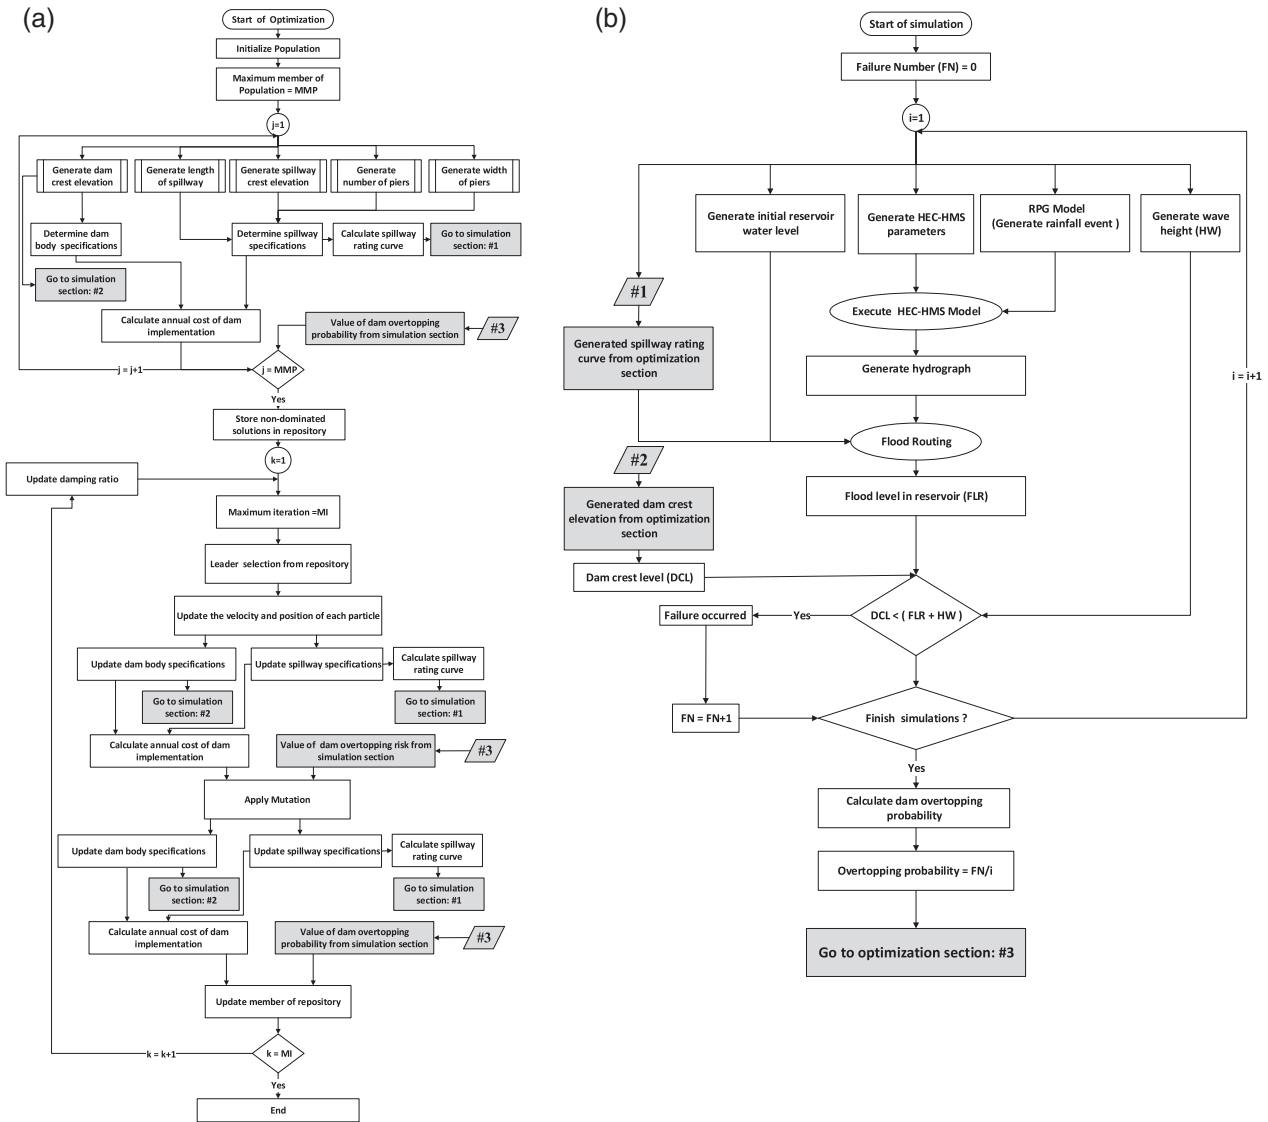 (a)
Start of Optimization
Initialize Population
Maximum member of
Population = MMP
j=1
Generate dam
crest elevation
Generate length
of spillway
Generate spillway
crest elevation
Generate
number of piers
Generate width
of piers
Determine dam
body specifications
Determine spillway
specifications
Calculate spillway
rating curve
Go to simulation
section: #1
Go to simulation
section: #2
Calculate annual cost of dam
implementation
Value of dam overtopping
probability from simulation section
#3
j = j+1
j = MMP
Yes
Store non-dominated
solutions in repository
k=1
Update damping ratio
Maximum iteration =MI
Leader selection from repository
Update the velocity and position of each particle
Update dam body specifications
Update spillway specifications
Calculate spillway
rating curve
Go to simulation
section: #2
Go to simulation
section: #1
Calculate annual cost of dam
implementation
Value of dam overtopping risk from
simulation section
#3
Apply Mutation
Update dam body specifications
Update spillway specifications
Calculate spillway
rating curve
Go to simulation
section: #2
Go to simulation
section: #1
Calculate annual cost of dam
implementation
Value of dam overtopping
probability from simulation section
#3
Update member of repository
k = k+1
k = MI
Yes
End
(b)
Start of simulation
Failure Number (FN) = 0
i=1
Generate initial reservoir
water level
Generate HEC-HMS
parameters
RPG Model
(Generate rainfall event )
Generate wave
height (HW)
#1
Execute HEC-HMS Model
Generated spillway rating
curve from optimization
section
Generate hydrograph
i = i+1
Flood Routing
#2
Generated dam crest
elevation from optimization
section
Flood level in reservoir (FLR)
Dam crest level (DCL)
Failure occurred
Yes
DCL < ( FLR + HW )
FN = FN+1
Finish simulations ?
Yes
Calculate dam overtopping
probability
Overtopping probability = FN/i
Go to optimization section: #3